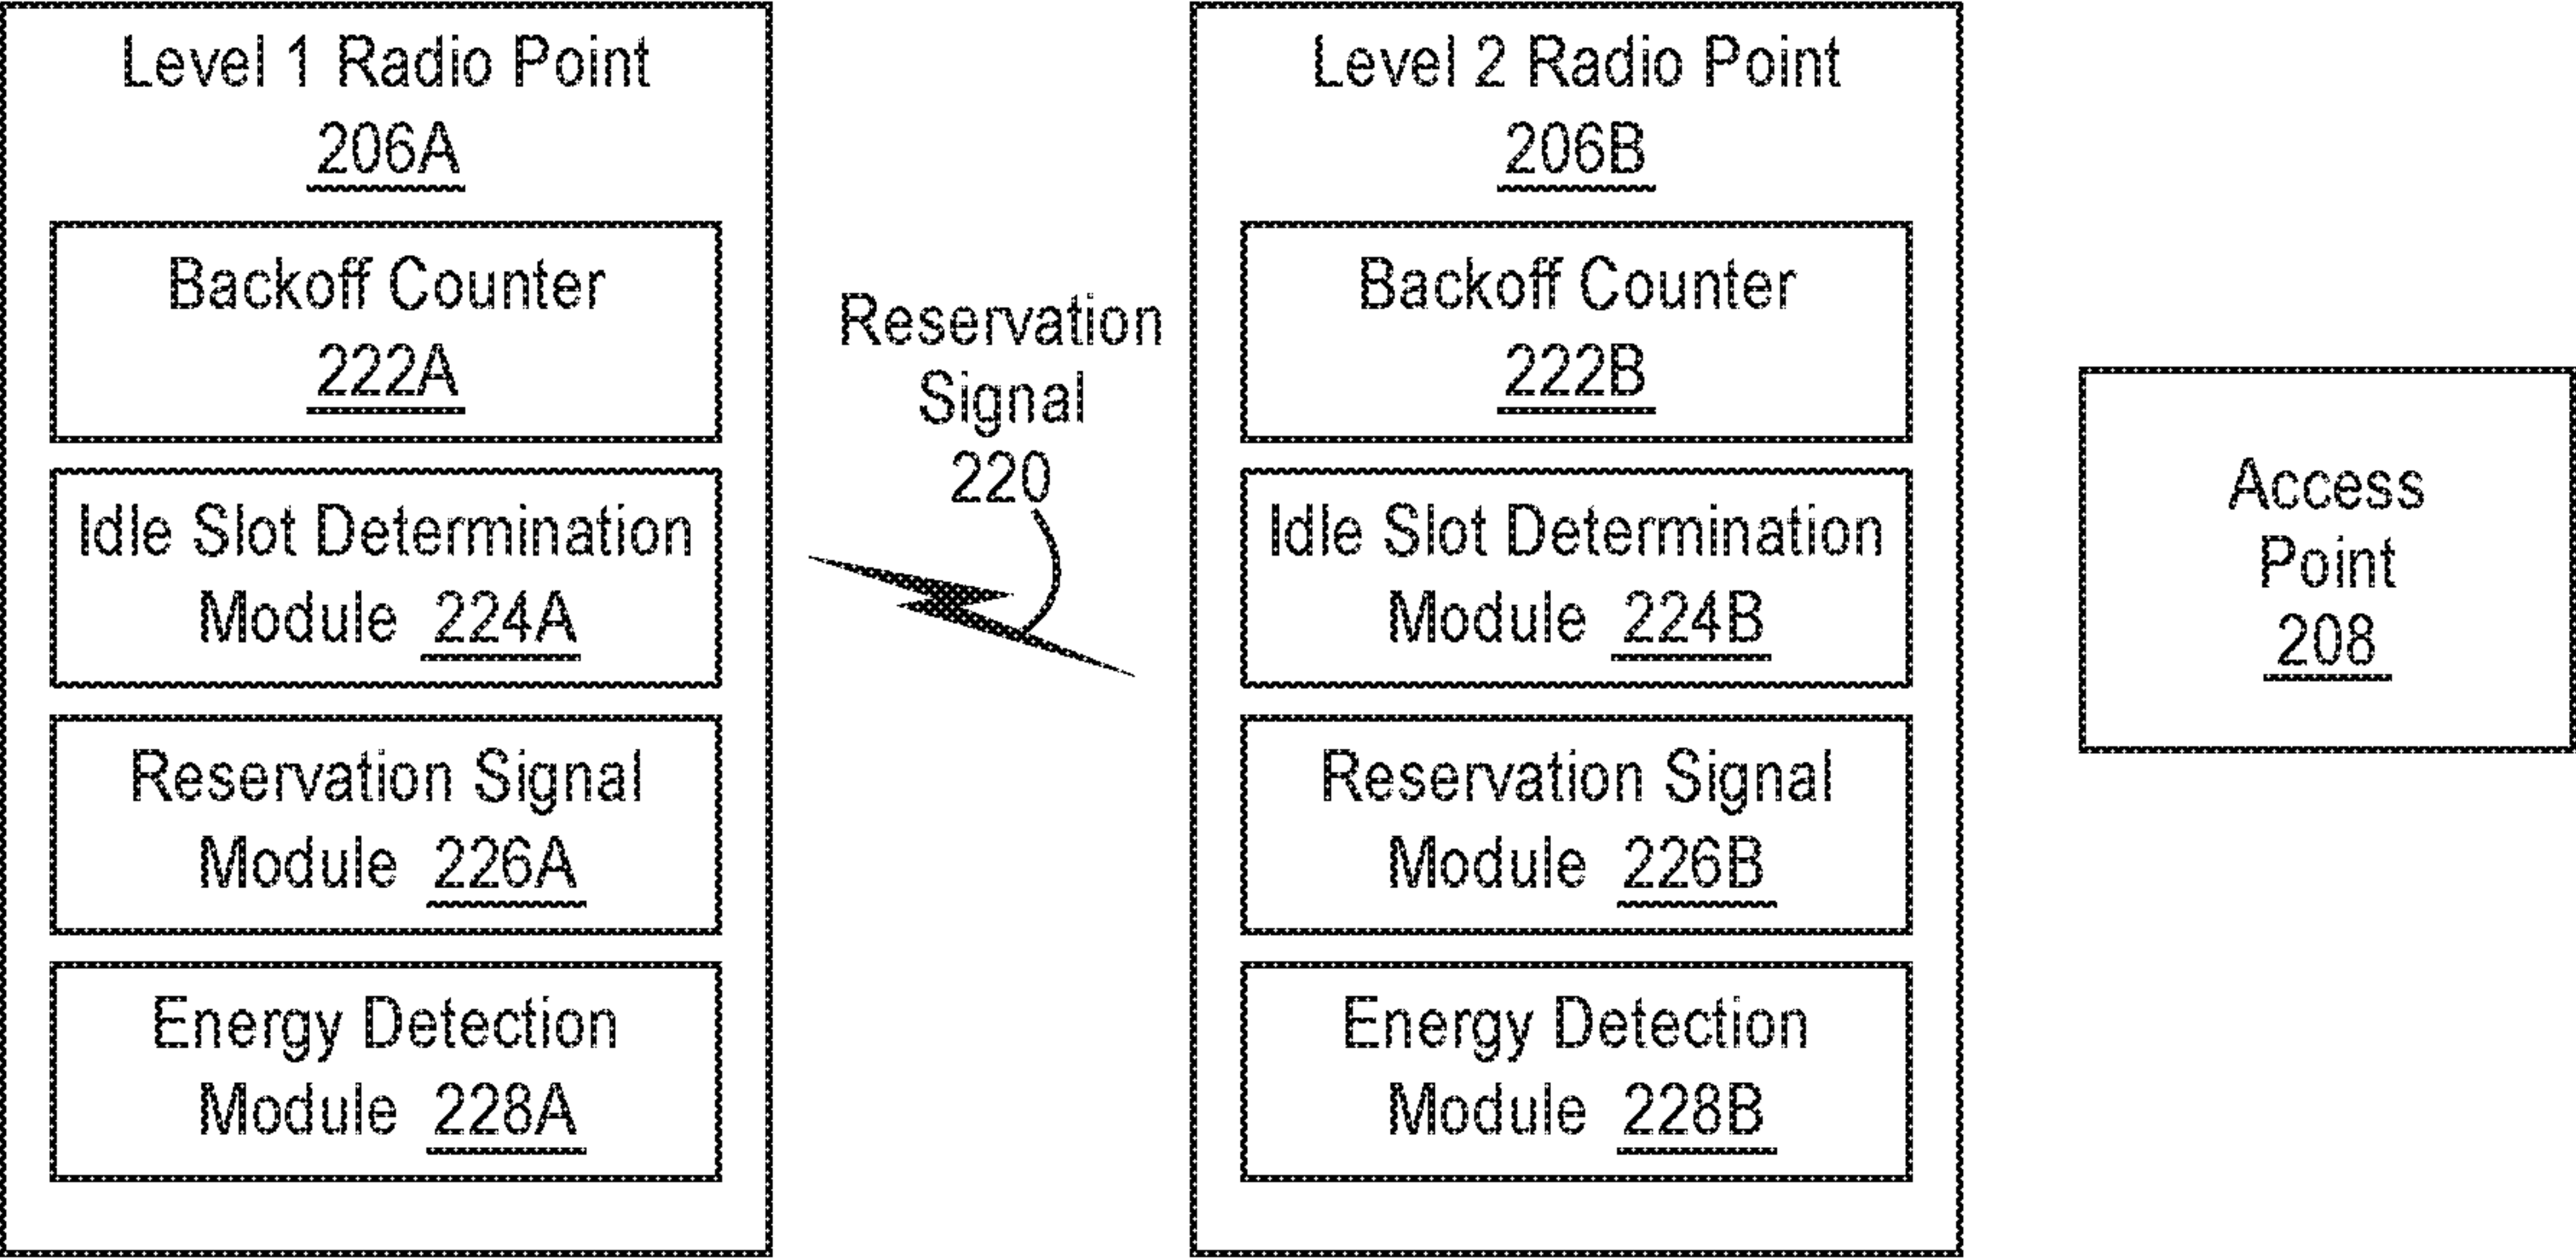 Level 1 Radio Point
206A
Backoff Counter
222A
Idle Slot Determination
Module 224A
Reservation Signal
Module 226A
Energy Detection
Module 228A
Reservation
Signal
220
Level 2 Radio Point
206B
Backoff Counter
222B
Idle Slot Determination
Module 224B
Reservation Signal
Module 226B
Energy Detection
Module 228B
Access
Point
208